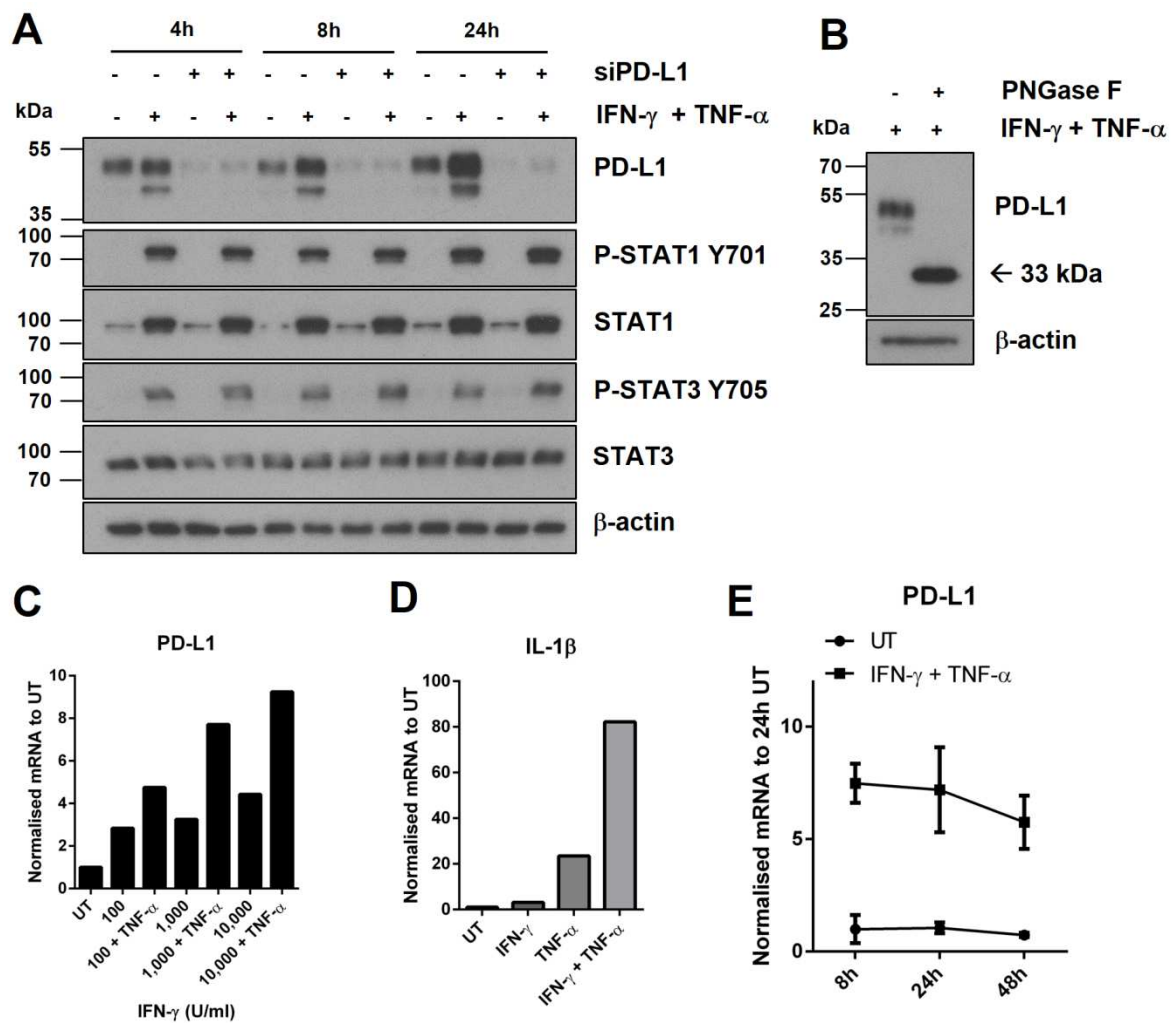 A
4h 8h 24h
- - + + - - + + - - + + siPD-L1
kDa - + - + - + - + - + - + IFN-γ + TNF-α
55
35
PD-L1
100
70
P-STAT1 Y701
100
70
STAT1
100
70
P-STAT3 Y705
100
70
STAT3
β-actin
B
- + PNGase F
kDa + + IFN-γ + TNF-α
70
55
PD-L1
35
← 33 kDa
25
β-actin
C
PD-L1
Normalised mRNA to UT
10
8
6
4
2
0
UT
100
100 + TNF-α
1,000
1,000 + TNF-α
10,000
10,000 + TNF-α
IFN-γ (U/ml)
D
IL-1β
Normalised mRNA to UT
100
80
60
40
20
0
UT
IFN-γ
TNF-α
IFN-γ + TNF-α
E
PD-L1
UT
IFN-γ + TNF-α
Normalised mRNA to 24h UT
10
5
0
8h
24h
48h